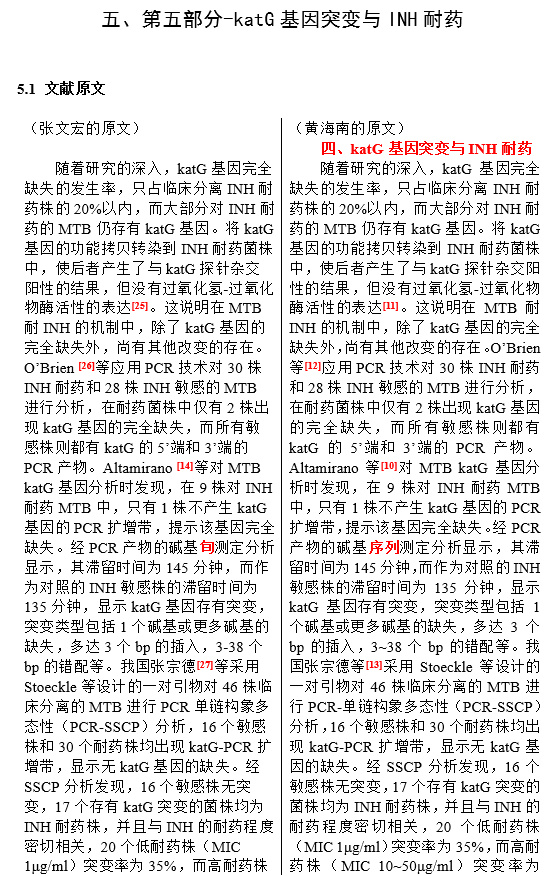 五、第五部分-katG 基因突变与 INH 耐药
5.1 文献原文
（张文宏的原文）
随着研究的深入，katG 基因完全
缺失的发生率，只占临床分离 INH 耐
药株的 20%以内，而大部分对 INH 耐
药的 MTB 仍存有 katG 基因。将 katG
基因的功能拷贝转染到 INH 耐药菌株
中，使后者产生了与 katG 探针杂交
阳性的结果，但没有过氧化氢-过氧化
物酶活性的表达[25]。这说明在 MTB
耐 INH 的机制中，除了 katG 基因的
完全缺失外，尚有其他改变的存在。
O’Brien [26]等应用 PCR 技术对 30 株
INH 耐药和 28 株 INH 敏感的 MTB
进行分析，在耐药菌株中仅有 2 株出
现 katG 基因的完全缺失，而所有敏
感株则都有 katG 的 5’端和 3’端的
PCR 产物。Altamirano [14]等对 MTB
katG 基因分析时发现，在 9 株对 INH
耐药 MTB 中，只有 1 株不产生 katG
基因的 PCR 扩增带，提示该基因完全
缺失。经 PCR 产物的碱基旬测定分析
显示，其滞留时间为 145 分钟，而作
为对照的 INH 敏感株的滞留时间为
135 分钟，显示 katG 基因存有突变，
突变类型包括 1 个碱基或更多碱基的
缺失，多达 3 个 bp 的插入，3-38 个
bp 的错配等。我国张宗德[27]等采用
Stoeckle 等设计的一对引物对 46 株临
床分离的 MTB 进行 PCR 单链构象多
态性（PCR-SSCP）分析，16 个敏感
株和 30 个耐药株均出现 katG-PCR 扩
增带，显示无 katG 基因的缺失。经
SSCP 分析发现，16 个敏感株无突
变，17 个存有 katG 突变的菌株均为
INH 耐药株，并且与 INH 的耐药程度
密切相关，20 个低耐药株（MIC
1μg/ml）突变率为 35%，而高耐药株
（黄海南的原文）
四、katG 基因突变与 INH 耐药
随着研究的深入，katG 基因完全
缺失的发生率，只占临床分离 INH 耐
药株的 20%以内，而大部分对 INH 耐
药的 MTB 仍存有 katG 基因。将 katG
基因的功能拷贝转染到 INH 耐药菌株
中，使后者产生了与 katG 探针杂交阳
性的结果，但没有过氧化氢-过氧化物
酶活性的表达[11]。这说明在 MTB 耐
INH 的机制中，除了 katG 基因的完全
缺失外,尚有其他改变的存在。O’Brien
等[12]应用 PCR 技术对 30 株 INH 耐药
和 28 株 INH 敏感的 MTB 进行分析，
在耐药菌株中仅有 2 株出现 katG 基因
的完全缺失，而所有敏感株则都有
katG 的 5’端和 3’端的 PCR 产物。
Altamirano 等[10]对 MTB katG 基因分
析时发现，在 9 株对 INH 耐药 MTB
中，只有 1 株不产生 katG 基因的 PCR
扩增带，提示该基因完全缺失。经 PCR
产物的碱基序列测定分析显示，其滞
留时间为 145 分钟,而作为对照的 INH
敏感株的滞留时间为 135 分钟，显示
katG 基因存有突变，突变类型包括 1
个碱基或更多碱基的缺失，多达 3 个
bp 的插入，3~38 个 bp 的错配等。我
国张宗德等[13]采用 Stoeckle 等设计的
一对引物对 46 株临床分离的 MTB 进
行 PCR-单链构象多态性（PCR-SSCP）
分析，16 个敏感株和 30 个耐药株均出
现 katG-PCR 扩增带，显示无 katG 基
因的缺失。经 SSCP 分析发现，16 个
敏感株无突变，17 个存有 katG 突变的
菌株均为 INH 耐药株，并且与 INH 的
耐药程度密切相关，20 个低耐药株
（MIC 1μg/ml）突变率为 35%，而高耐
药株（MIC 10~50μg/ml）突变率为